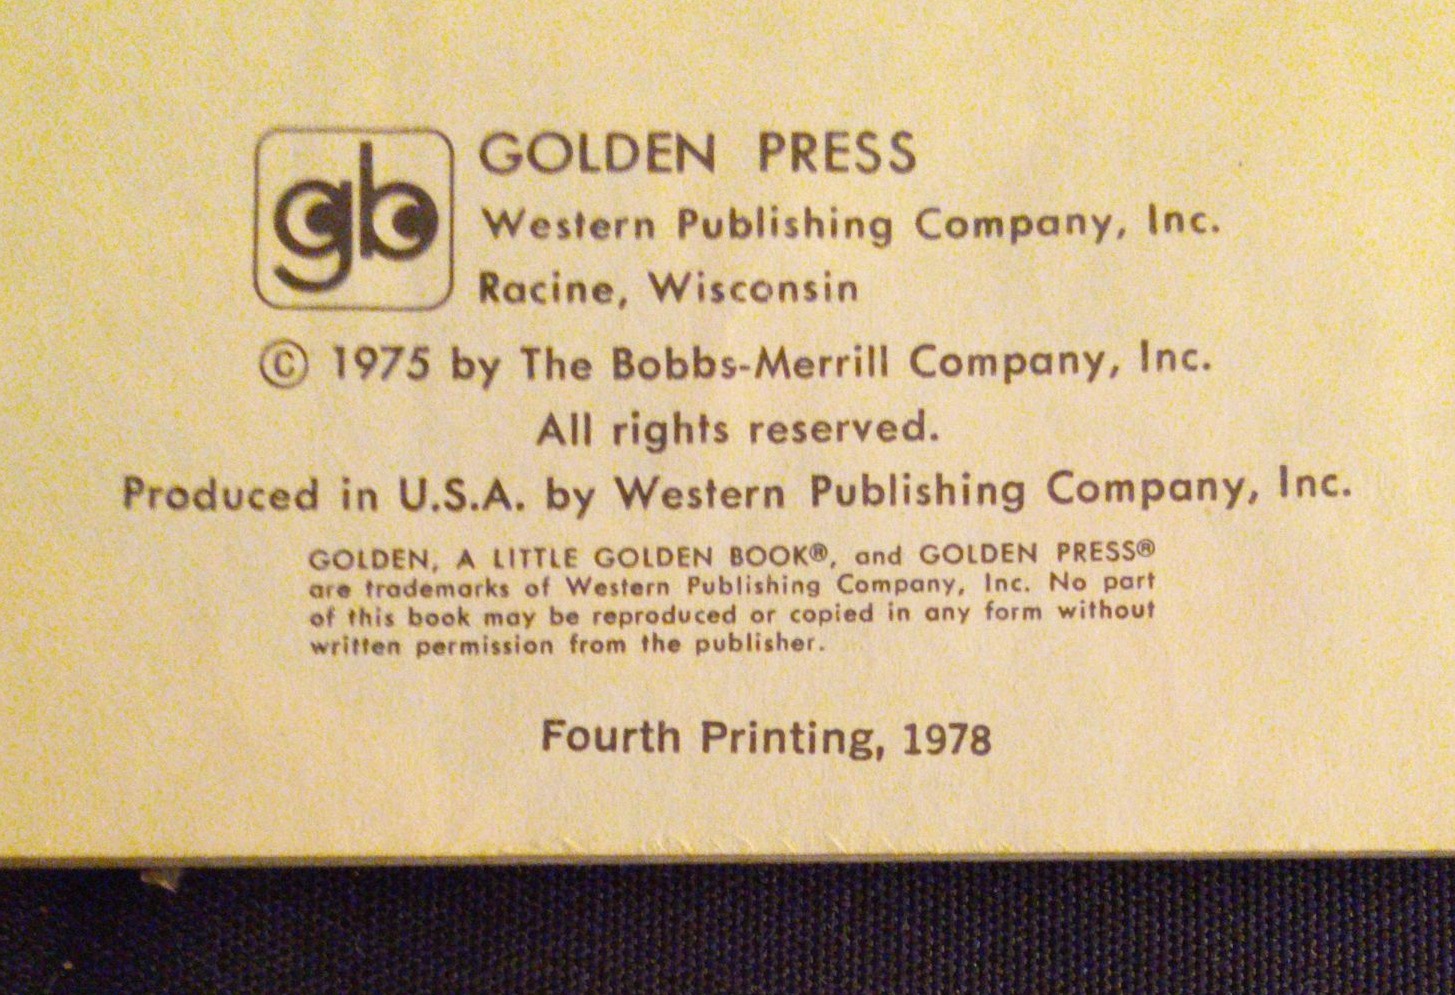 gb
GOLDEN PRESS
Western Publishing Company, Inc.
Racine, Wisconsin
© 1975 by The Bobbs-Merrill Company, Inc.
All rights reserved.
Produced in U.S.A. by Western Publishing Company, Inc.
GOLDEN, A LITTLE GOLDEN BOOK®, and GOLDEN PRESS®
are trademarks of Western Publishing Company, Inc. No part
of this book may be reproduced or copied in any form without
written permission from the publisher.
Fourth Printing, 1978